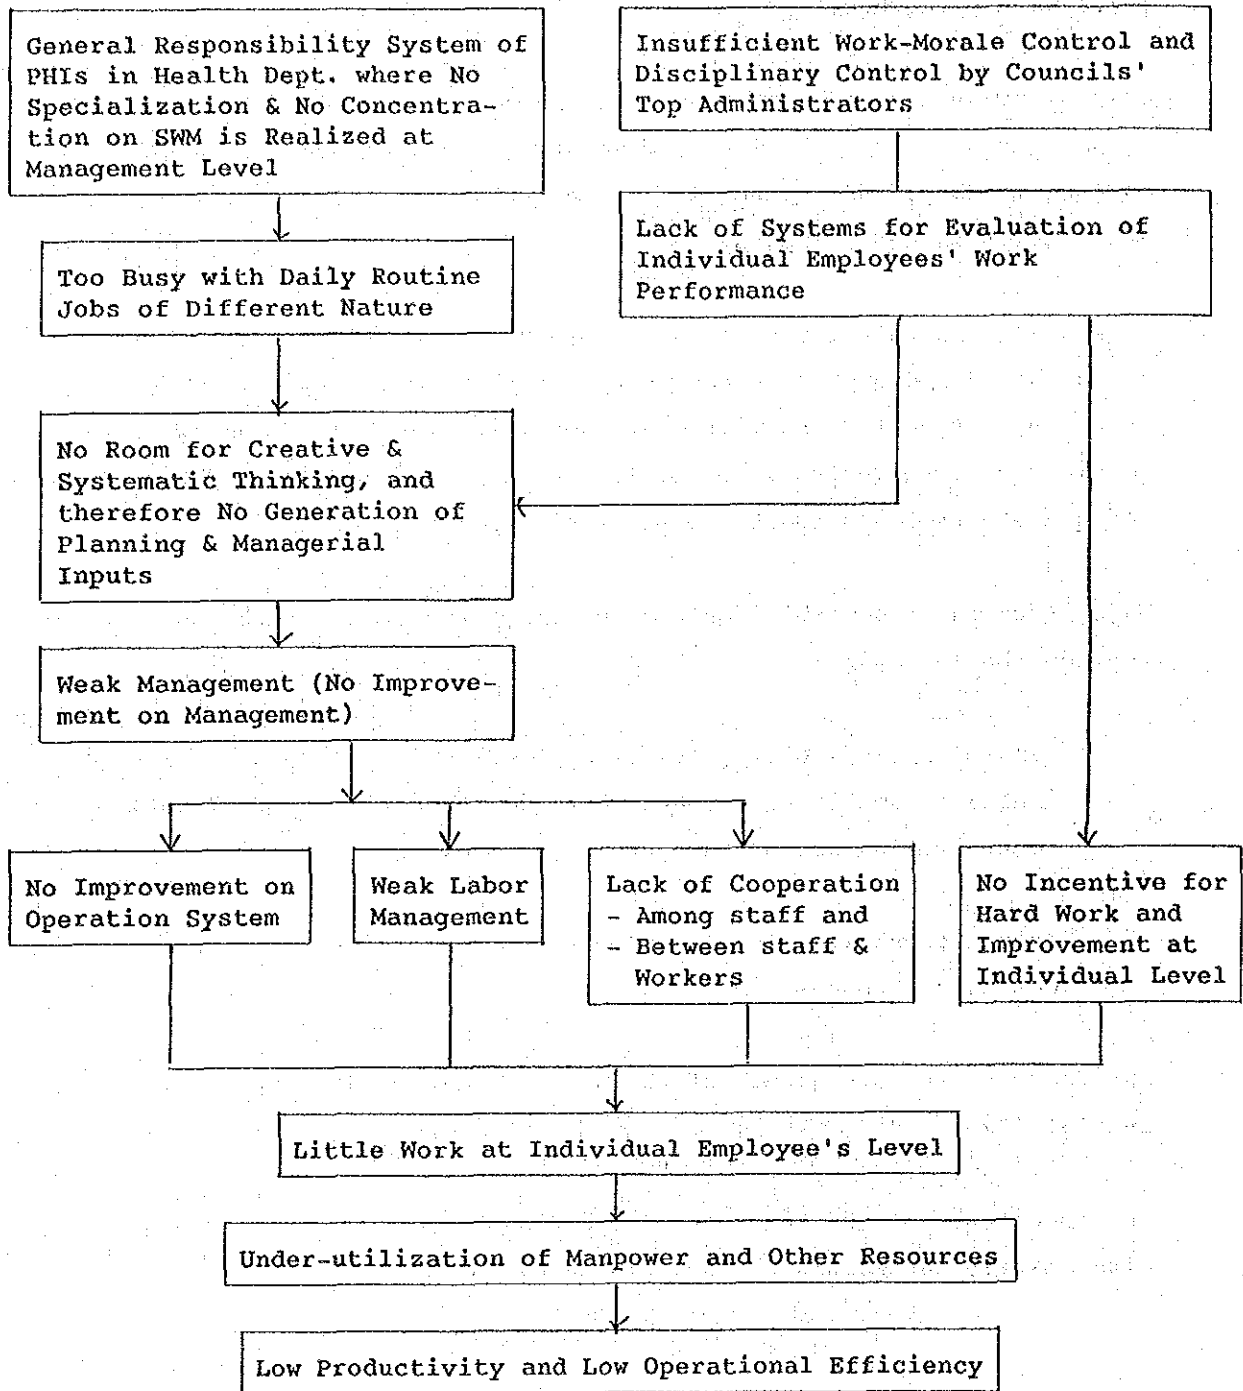 General Responsibility System of
PHIs in Health Dept. where No
Specialization & No Concentra-
tion on SWM is Realized at
Management Level
Insufficient Work-Morale Control and
Disciplinary Control by Councils'
Top Administrators
Lack of Systems for Evaluation of
Individual Employees' Work
Performance
Too Busy with Daily Routine
Jobs of Different Nature
No Room for Creative &
Systematic Thinking, and
therefore No Generation of
Planning & Managerial
Inputs
Weak Management (No Improve-
ment on Management)
No Improvement on
Operation System
Weak Labor
Management
Lack of Cooperation
- Among staff and
- Between staff &
Workers
No Incentive for
Hard Work and
Improvement at
Individual Level
Little Work at Individual Employee's Level
Under-utilization of Manpower and Other Resources
Low Productivity and Low Operational Efficiency